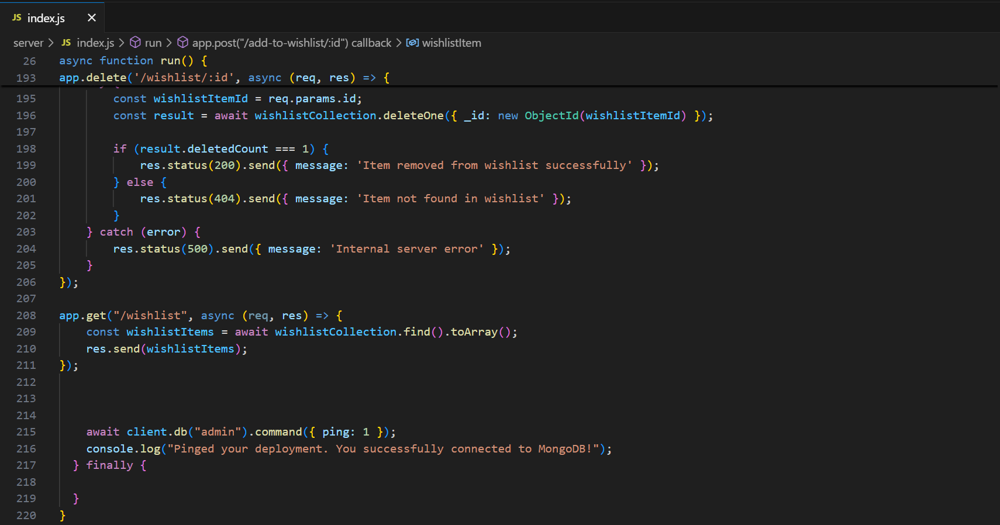 JS index.js ×
server > JS index.js > run > app.post("/add-to-wishlist/:id") callback > wishlistItem
26 async function run() {
193 app.delete('/wishlist/:id', async (req, res) => {
195 const wishlistItemId = req.params.id;
196 const result = await wishlistCollection.deleteOne({ _id: new ObjectId(wishlistItemId) });
197
198 if (result.deletedCount === 1) {
199 res.status(200).send({ message: 'Item removed from wishlist successfully' });
200 } else {
201 res.status(404).send({ message: 'Item not found in wishlist' });
202 }
203 } catch (error) {
204 res.status(500).send({ message: 'Internal server error' });
205 }
206 });
207
208 app.get("/wishlist", async (req, res) => {
209 const wishlistItems = await wishlistCollection.find().toArray();
210 res.send(wishlistItems);
211 });
212
213
214
215 await client.db("admin").command({ ping: 1 });
216 console.log("Pinged your deployment. You successfully connected to MongoDB!");
217 } finally {
218
219 }
220 }